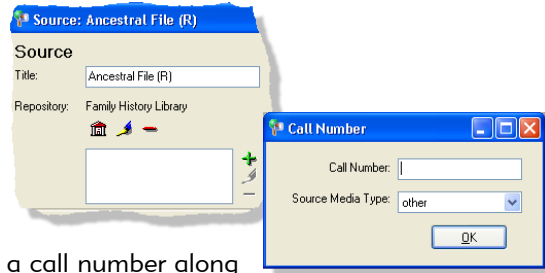 Source: Ancestral File (R)
Source
Title: Ancestral File (R)
Repository: Family History Library
Call Number
Call Number:
Source Media Type: other
OK
a call number along